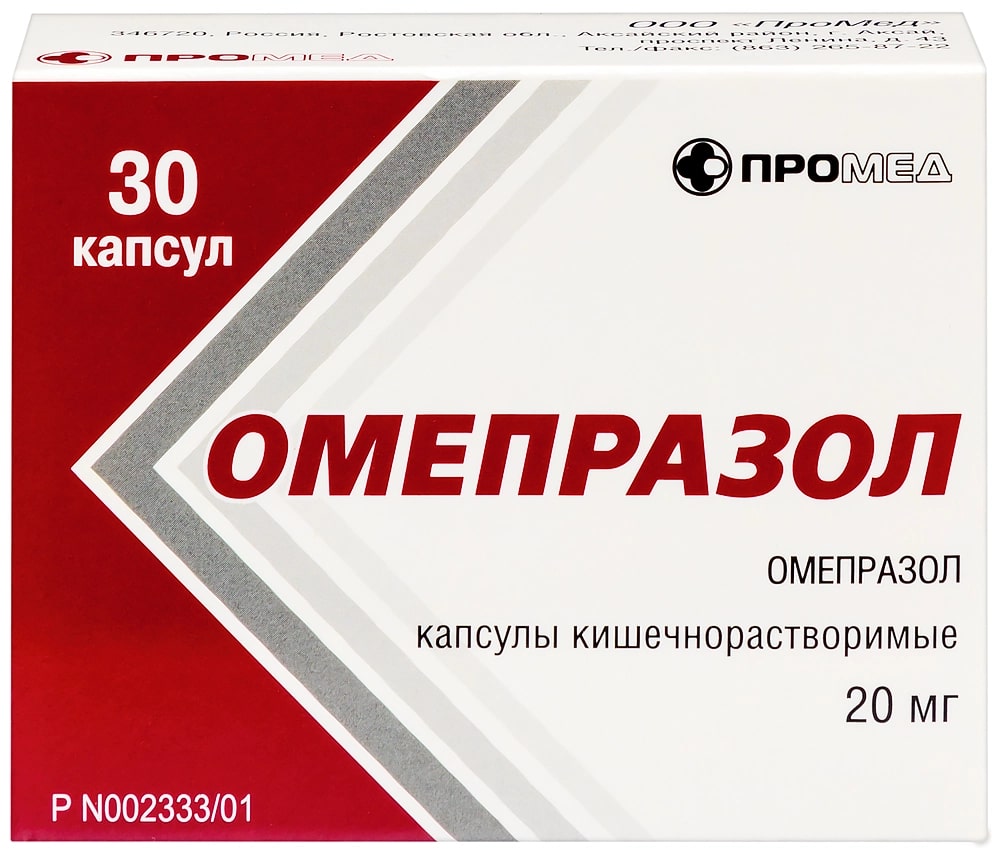 ООО «ПроМед»
346720, Россия, Ростовская обл., Аксайский район, г. Аксай,
проспект Ленина, д. 43
Тел./факс: (863) 265-87-22
ПРОМЕД
30
капсул
ПРОМЕД
ОМЕПРАЗОЛ
ОМЕПРАЗОЛ
капсулы кишечнорастворимые
20 мг
Р N002333/01